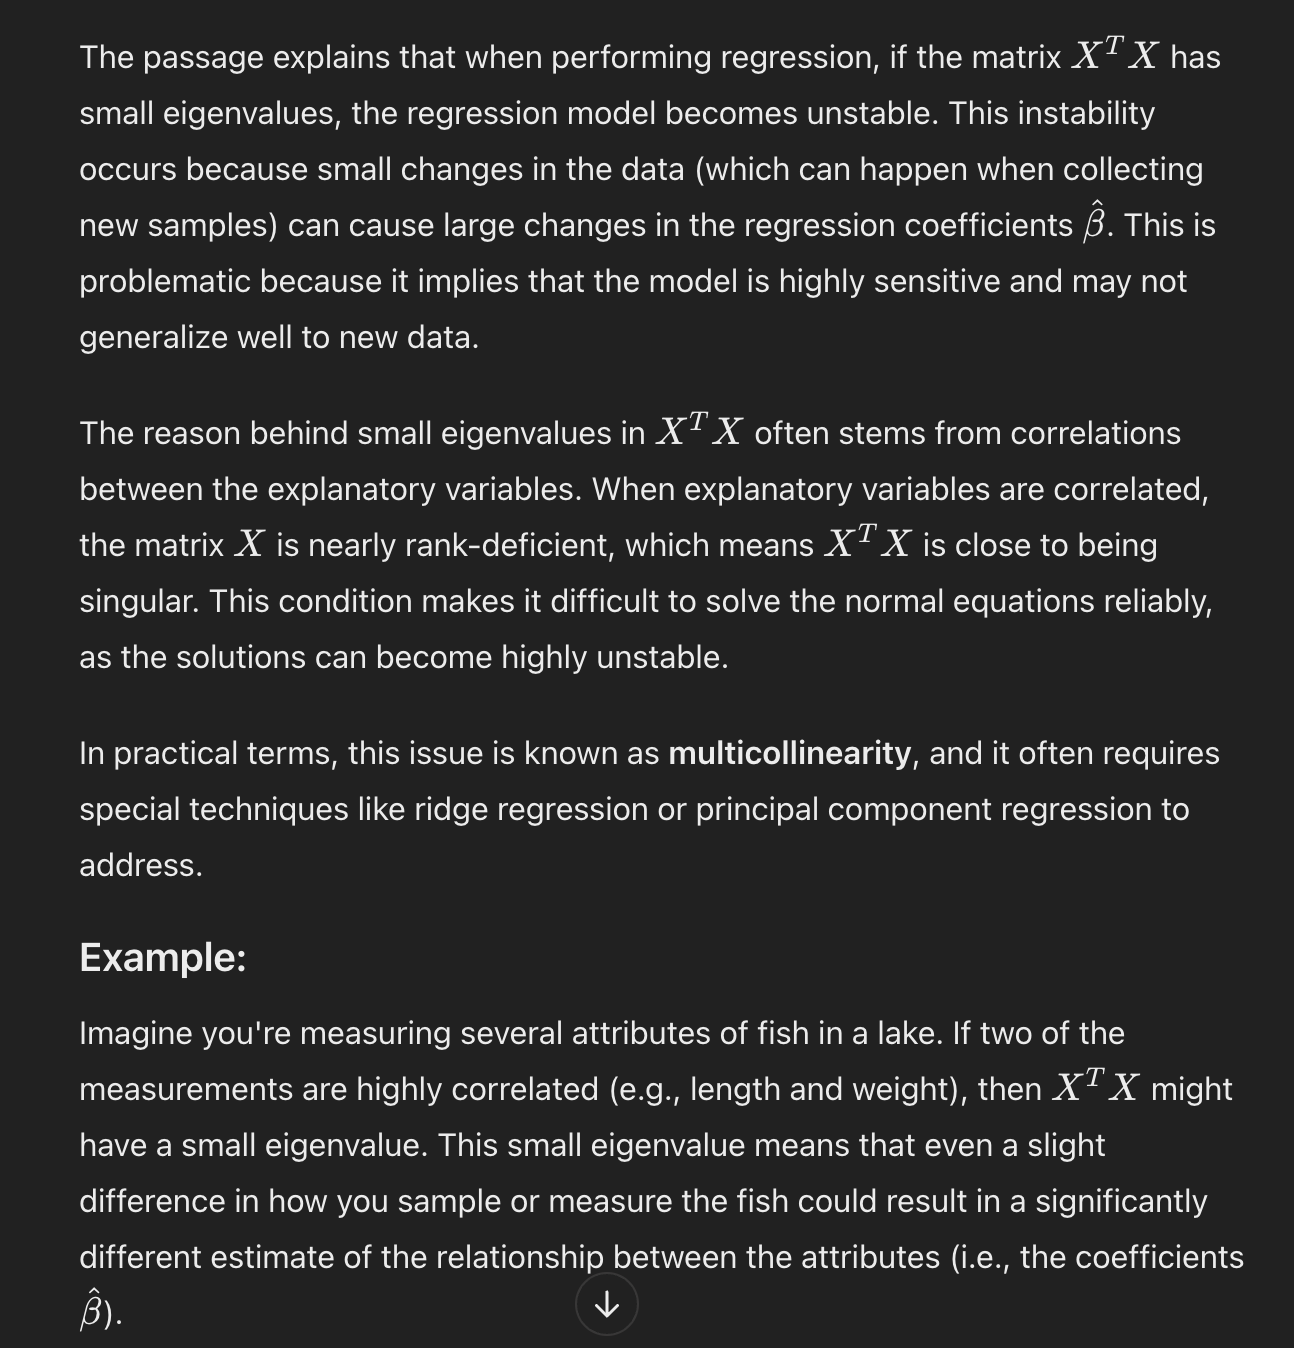 The passage explains that when performing regression, if the matrix $X^T X$ has
small eigenvalues, the regression model becomes unstable. This instability
occurs because small changes in the data (which can happen when collecting
new samples) can cause large changes in the regression coefficients $\hat{\beta}$. This is
problematic because it implies that the model is highly sensitive and may not
generalize well to new data.
The reason behind small eigenvalues in $X^T X$ often stems from correlations
between the explanatory variables. When explanatory variables are correlated,
the matrix $X$ is nearly rank-deficient, which means $X^T X$ is close to being
singular. This condition makes it difficult to solve the normal equations reliably,
as the solutions can become highly unstable.
In practical terms, this issue is known as multicollinearity, and it often requires
special techniques like ridge regression or principal component regression to
address.
Example:
Imagine you're measuring several attributes of fish in a lake. If two of the
measurements are highly correlated (e.g., length and weight), then $X^T X$ might
have a small eigenvalue. This small eigenvalue means that even a slight
difference in how you sample or measure the fish could result in a significantly
different estimate of the relationship between the attributes (i.e., the coefficients
$\hat{\beta}$).